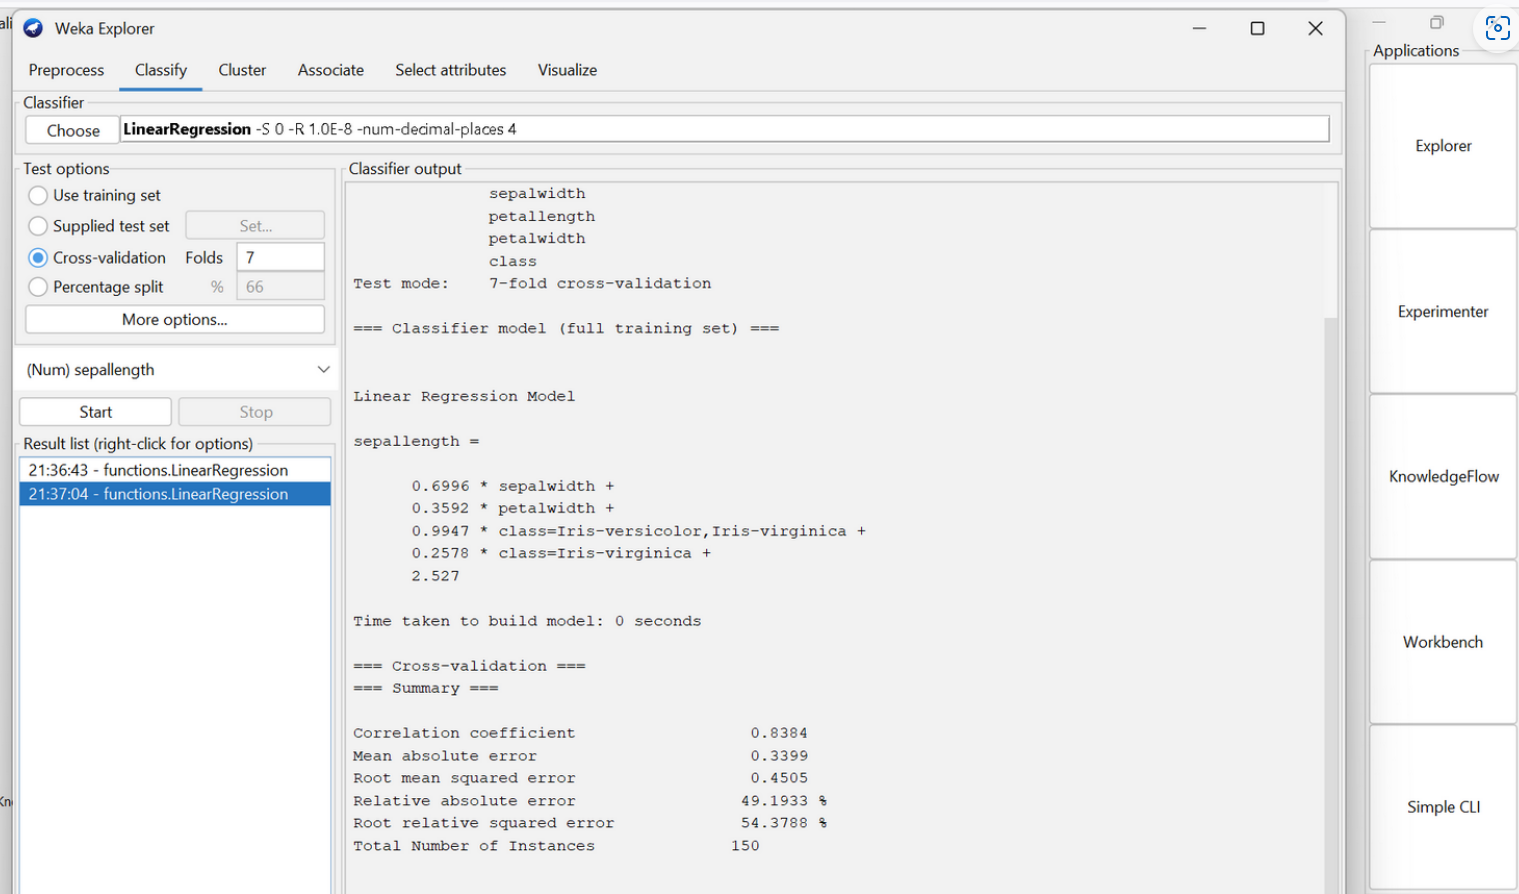 Weka Explorer
Preprocess Classify Cluster Associate Select attributes Visualize
Classifier
Choose LinearRegression -S 0 -R 1.0E-8 -num-decimal-places 4
Test options
Use training set
Supplied test set Set...
Cross-validation Folds 7
Percentage split % 66
More options...
(Num) sepallength
Start Stop
Result list (right-click for options)
21:36:43 - functions.LinearRegression
21:37:04 - functions.LinearRegression
Classifier output
sepalwidth
petallength
petalwidth
class
Test mode: 7-fold cross-validation
=== Classifier model (full training set) ===
Linear Regression Model
sepallength =
0.6996 * sepalwidth +
0.3592 * petalwidth +
0.9947 * class=Iris-versicolor,Iris-virginica +
0.2578 * class=Iris-virginica +
2.527
Time taken to build model: 0 seconds
=== Cross-validation ===
=== Summary ===
Correlation coefficient 0.8384
Mean absolute error 0.3399
Root mean squared error 0.4505
Relative absolute error 49.1933 %
Root relative squared error 54.3788 %
Total Number of Instances 150
Applications
Explorer
Experimenter
KnowledgeFlow
Workbench
Simple CLI